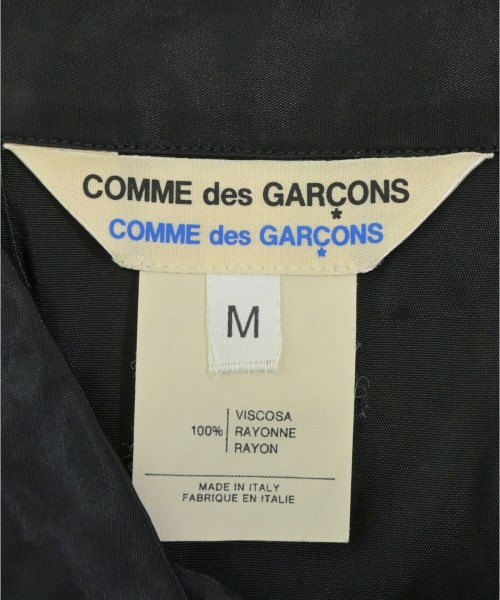 COMME des GARÇONS
COMME des GARÇONS
M
VISCOSA
100% RAYONNE
RAYON
MADE IN ITALY
FABRIQUE EN ITALIE